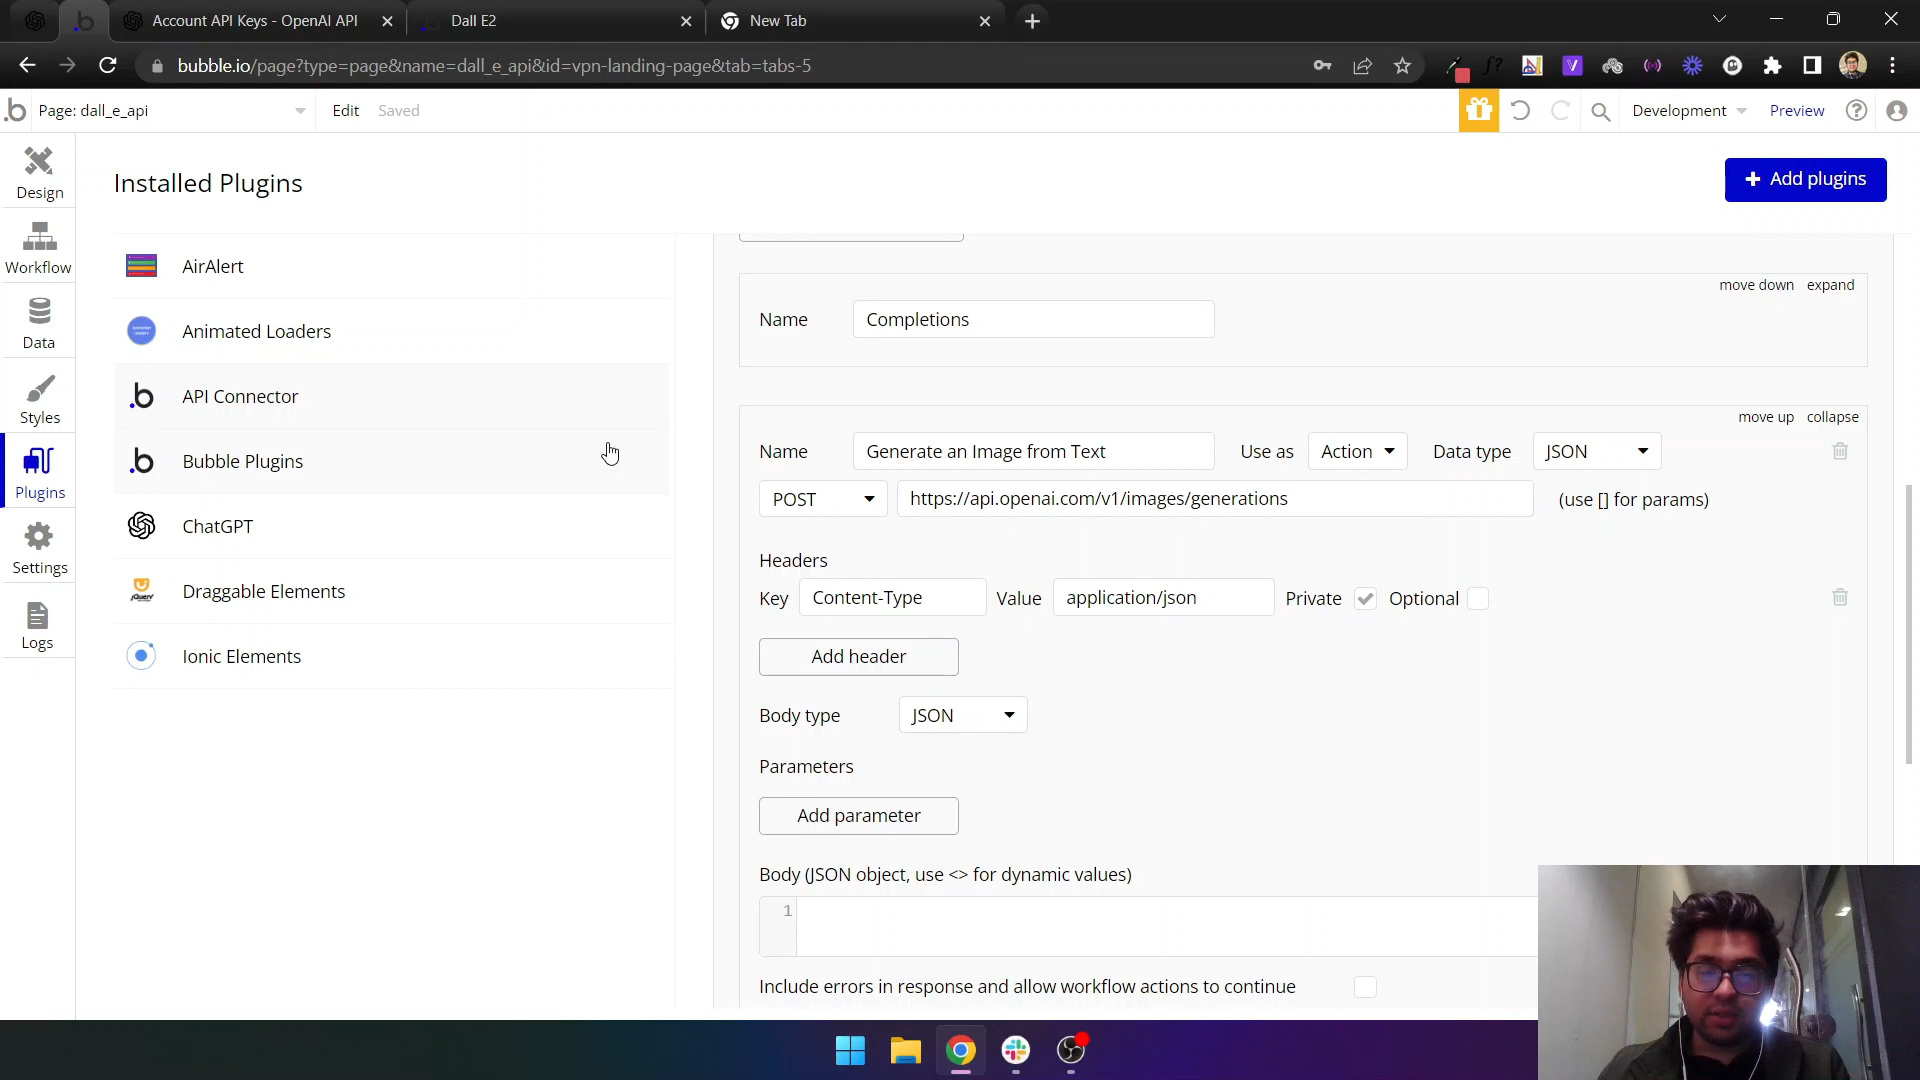 Account API Keys - OpenAI API
Dall E2
New Tab
bubble.io/page?type=page&name=dall_e_api&id=vpn-landing-page&tab=tabs-5
Page: dall_e_api
Edit
Saved
Development
Preview
Design
Workflow
Data
Styles
Plugins
Settings
Logs
Installed Plugins
+ Add plugins
AirAlert
Animated Loaders
API Connector
Bubble Plugins
ChatGPT
Draggable Elements
Ionic Elements
move down expand
Name Completions
move up collapse
Name Generate an Image from Text Use as Action Data type JSON
POST https://api.openai.com/v1/images/generations (use [] for params)
Headers
Key Content-Type Value application/json Private Optional
Add header
Body type JSON
Parameters
Add parameter
Body (JSON object, use <> for dynamic values)
1
Include errors in response and allow workflow actions to continue